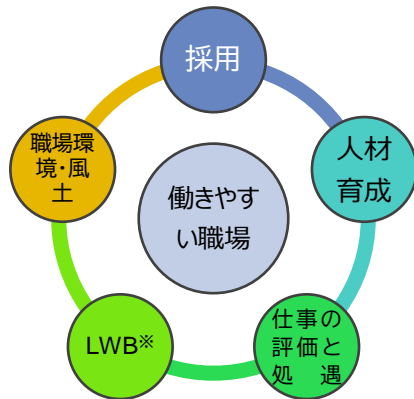 採用
人材
育成
仕事の
評価と
処遇
LWB※
職場環
境・風
土
働きやす
い職場